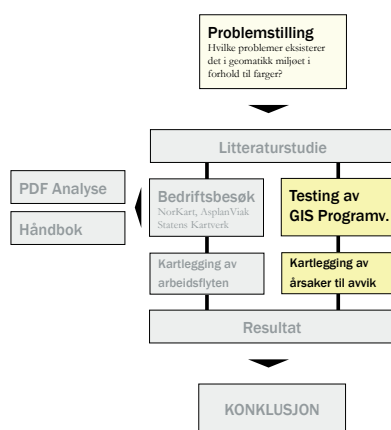 Problemstilling
Hvilke problemer eksisterer
det i geomatikk miljøet i
forhold til farger?
Litteraturstudie
PDF Analyse
Håndbok
Bedriftsbesøk
NorKart, AsplanViak
Statens Kartverk
Testing av
GIS Programv.
Kartlegging av
arbeidsflyten
Kartlegging av
årsaker til avvik
Resultat
KONKLUSJON